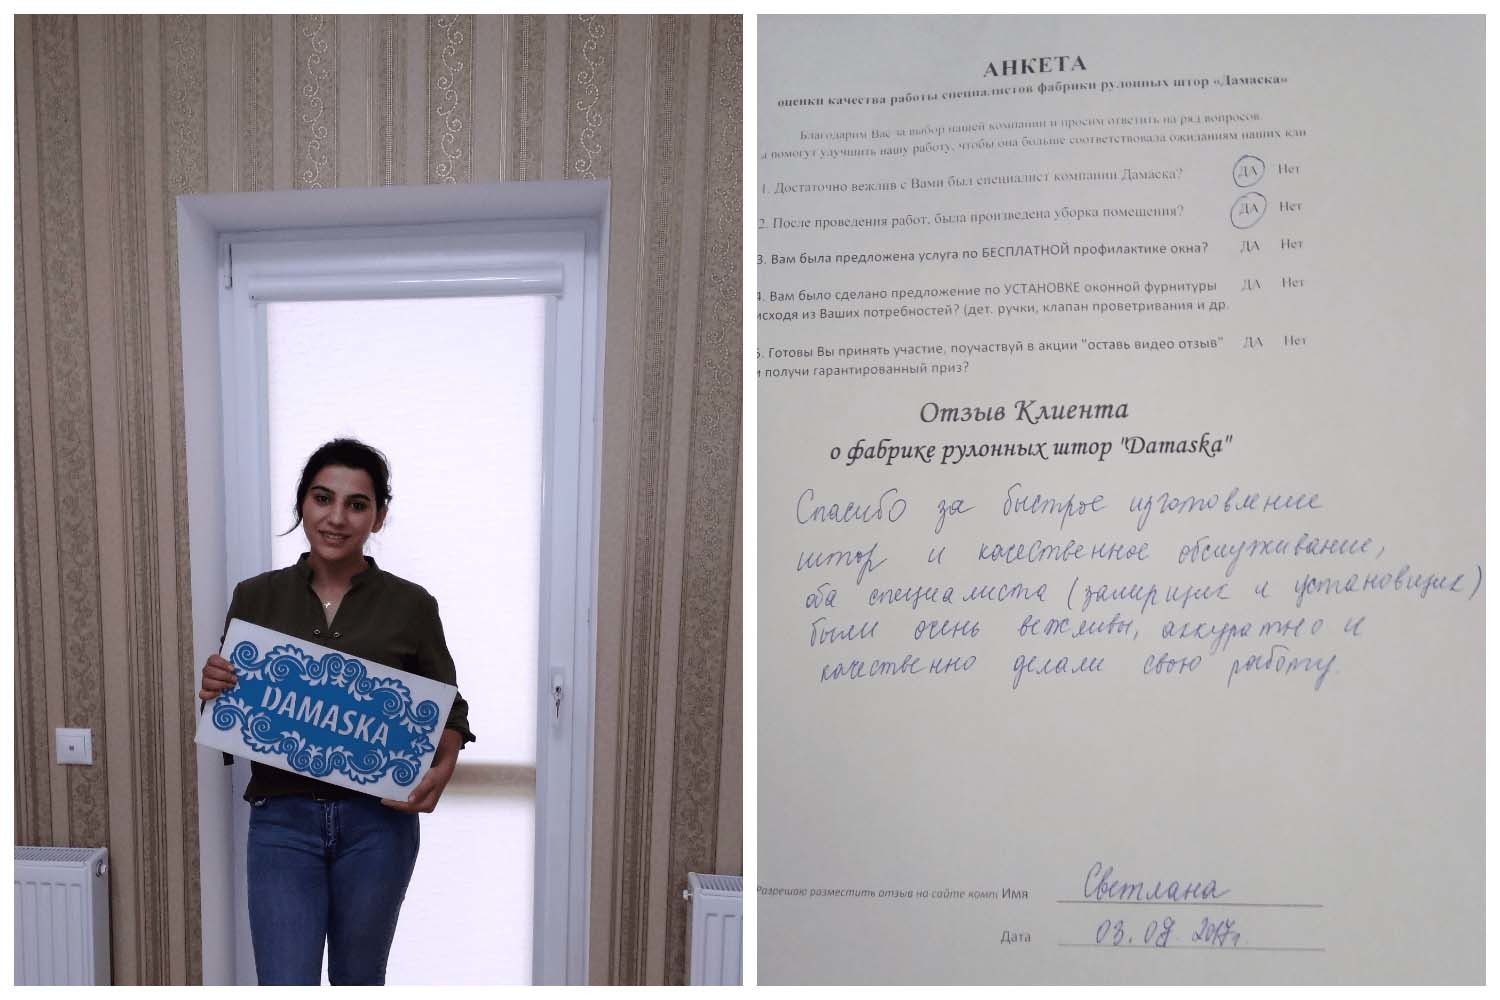 DAMASKA
АНКЕТА
оценки качества работы специалистов фабрики рулонных штор «Дамаска»
Благодарим Вас за выбор нашей компании и просим ответить на ряд вопросов.
ы помогут улучшить нашу работу, чтобы она больше соответствовала ожиданиям наших кли
1. Достаточно вежлив с Вами был специалист компании Дамаска? ДА Нет
2. После проведения работ, была произведена уборка помещения? ДА Нет
3. Вам была предложена услуга по БЕСПЛАТНОЙ профилактике окна? ДА Нет
4. Вам было сделано предложение по УСТАНОВКЕ оконной фурнитуры ДА Нет
исходя из Ваших потребностей? (дет. ручки, клапан проветривания и др.
5. Готовы Вы принять участие, поучаствуй в акции "оставь видео отзыв" ДА Нет
и получи гарантированный приз?
Отзыв Клиента
о фабрике рулонных штор "Damaska"
Спасибо за быстрое изготовление
штор и качественное обслуживание,
оба специалиста (замерщик и установщик)
были очень вежливы, аккуратно и
качественно делали свою работу.
Разрешаю разместить отзыв на сайте комп Имя Светлана
Дата 03.08.2017г.